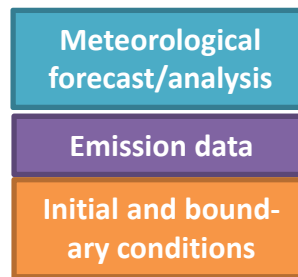 Meteorological
forecast/analysis
Emission data
Initial and bound-
ary conditions